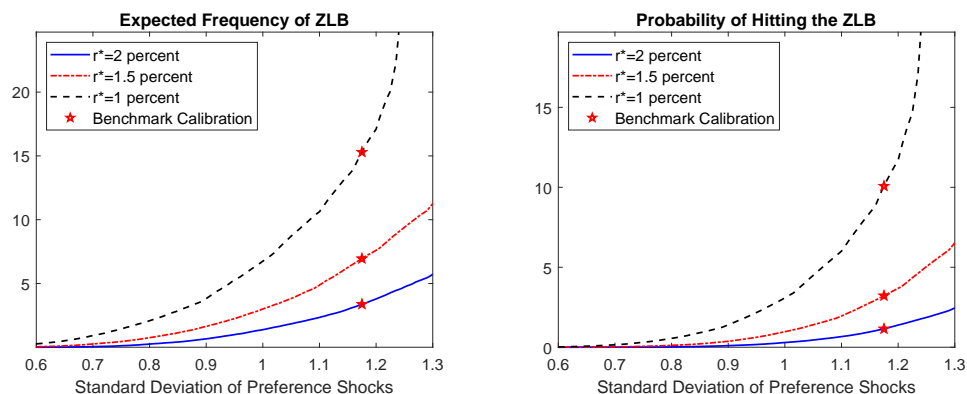 Expected Frequency of ZLB
r*=2 percent
r*=1.5 percent
r*=1 percent
Benchmark Calibration
20
15
10
5
0.6 0.7 0.8 0.9 1 1.1 1.2 1.3
Standard Deviation of Preference Shocks
Probability of Hitting the ZLB
r*=2 percent
r*=1.5 percent
r*=1 percent
Benchmark Calibration
15
10
5
0
0.6 0.7 0.8 0.9 1 1.1 1.2 1.3
Standard Deviation of Preference Shocks